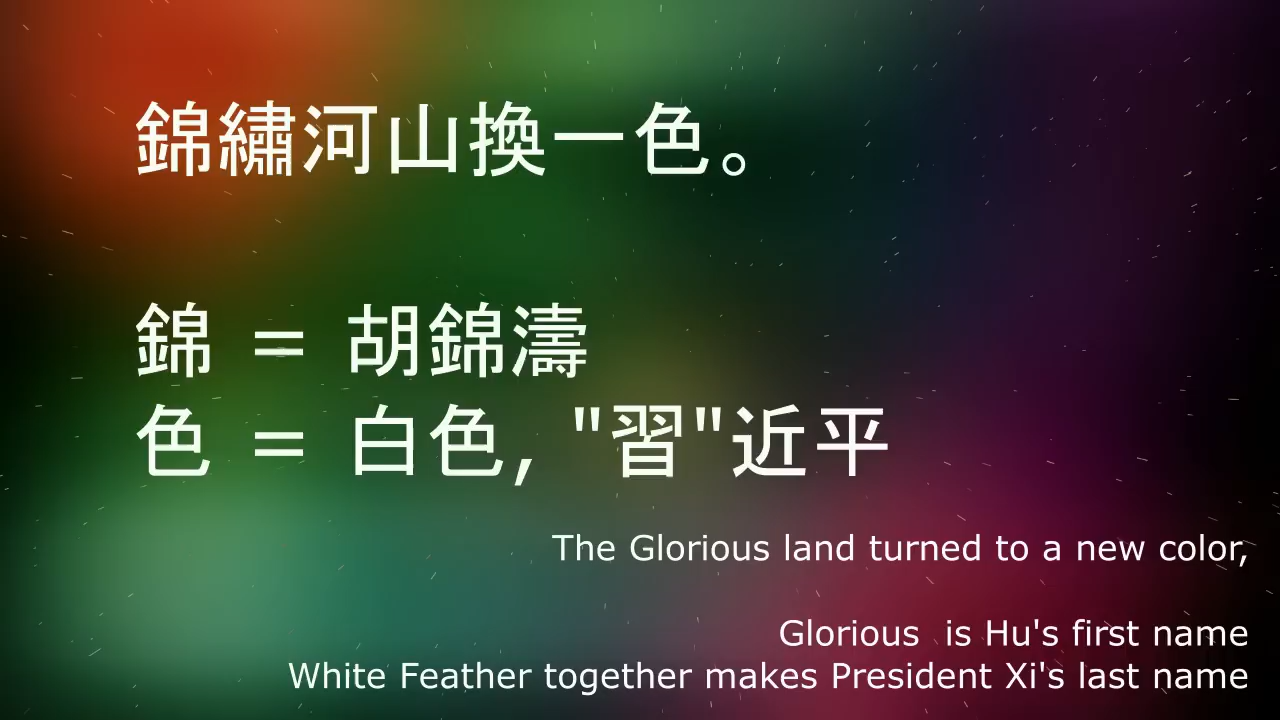 錦繡河山換一色。
錦 = 胡錦濤
色 = 白色, "習"近平
The Glorious land turned to a new color,
Glorious  is Hu's first name
White Feather together makes President Xi's last name